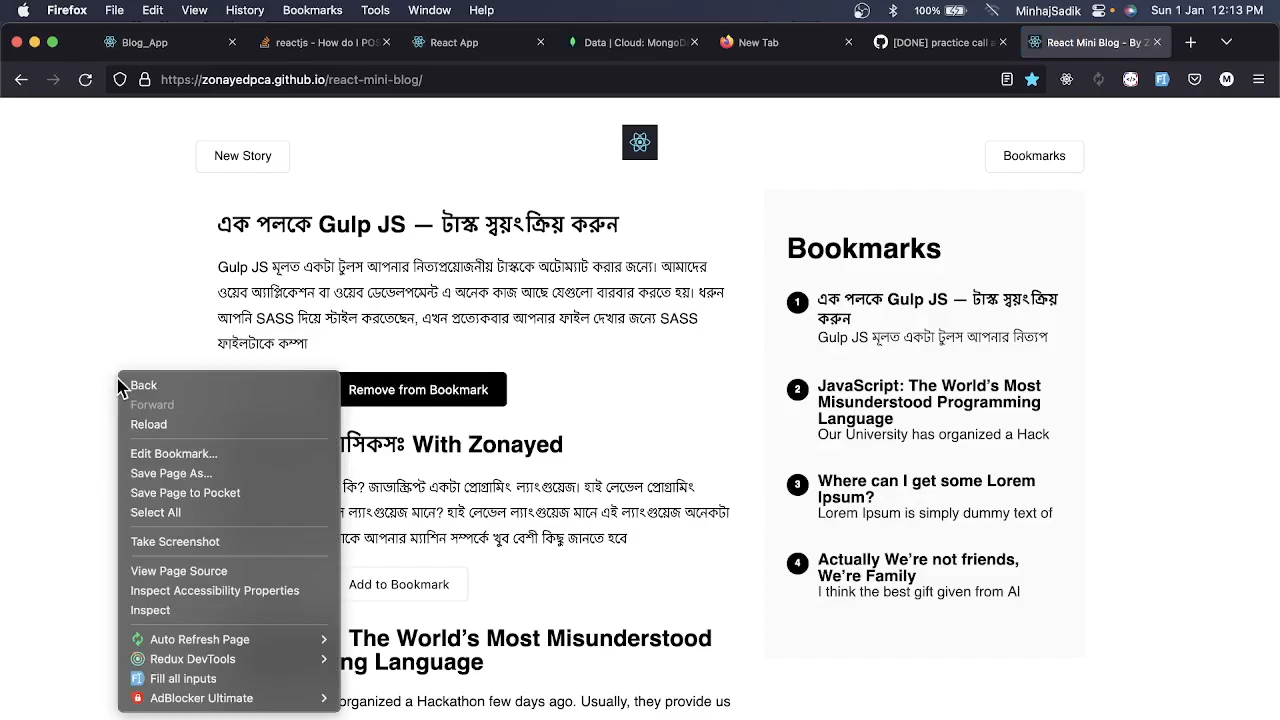 Firefox File Edit View History Bookmarks Tools Window Help 100% MinhajSadik Sun 1 Jan 12:13 PM
Blog_App reactjs - How do I POS React App Data | Cloud: MongoD New Tab [DONE] practice call a React Mini Blog - By Z
https://zonayedpca.github.io/react-mini-blog/
New Story
Bookmarks
এক পলকে Gulp JS — টাস্ক স্বয়ংক্রিয় করুন
Gulp JS মূলত একটা টুলস আপনার নিত্যপ্রয়োজনীয় টাস্ককে অটোম্যাট করার জন্যে। আমাদের
ওয়েব অ্যাপ্লিকেশন বা ওয়েব ডেভেলপমেন্ট এ অনেক কাজ আছে যেগুলো বারবার করতে হয়। ধরুন
আপনি SASS দিয়ে স্টাইল করতেছেন, এখন প্রত্যেকবার আপনার ফাইল দেখার জন্যে SASS
ফাইলটাকে কম্পা
Remove from Bookmark
সিকসঃ With Zonayed
কি? জাভাস্ক্রিপ্ট একটা প্রোগ্রামিং ল্যাংগুয়েজ। হাই লেভেল প্রোগ্রামিং
ল্যাংগুয়েজ মানে? হাই লেভেল ল্যাংগুয়েজ মানে এই ল্যাংগুয়েজ অনেকটা
কে আপনার ম্যাশিন সম্পর্কে খুব বেশী কিছু জানতে হবে
Add to Bookmark
The World's Most Misunderstood
ng Language
organized a Hackathon few days ago. Usually, they provide us
Back
Forward
Reload
Edit Bookmark...
Save Page As...
Save Page to Pocket
Select All
Take Screenshot
View Page Source
Inspect Accessibility Properties
Inspect
Auto Refresh Page
Redux DevTools
Fill all inputs
AdBlocker Ultimate
Bookmarks
1 এক পলকে Gulp JS — টাস্ক স্বয়ংক্রিয়
করুন
Gulp JS মূলত একটা টুলস আপনার নিত্যপ
2 JavaScript: The World's Most
Misunderstood Programming
Language
Our University has organized a Hack
3 Where can I get some Lorem
Ipsum?
Lorem Ipsum is simply dummy text of
4 Actually We're not friends,
We're Family
I think the best gift given from Al